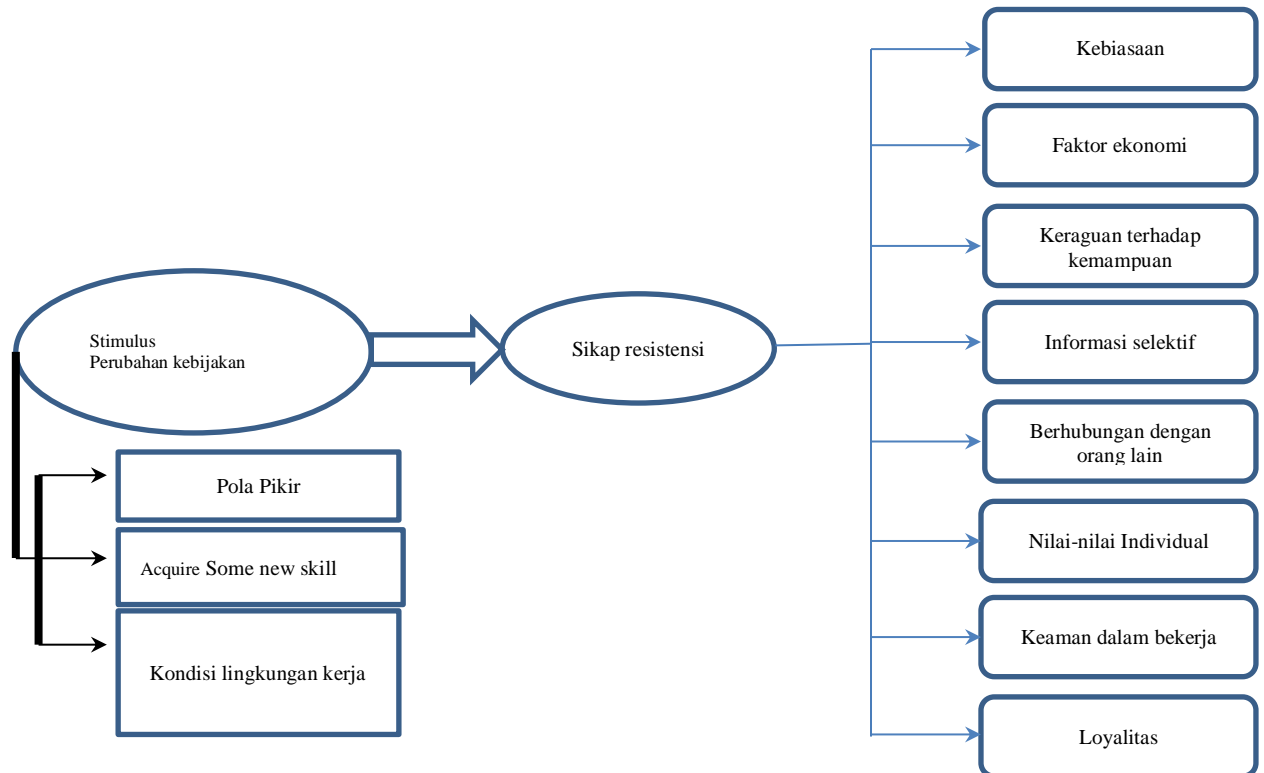 Kebiasaan
Faktor ekonomi
Keraguan terhadap
kemampuan
Stimulus
Perubahan kebijakan
Sikap resistensi
Informasi selektif
Berhubungan dengan
orang lain
Pola Pikir
Acquire Some new skill
Nilai-nilai Individual
Kondisi lingkungan kerja
Keaman dalam bekerja
Loyalitas